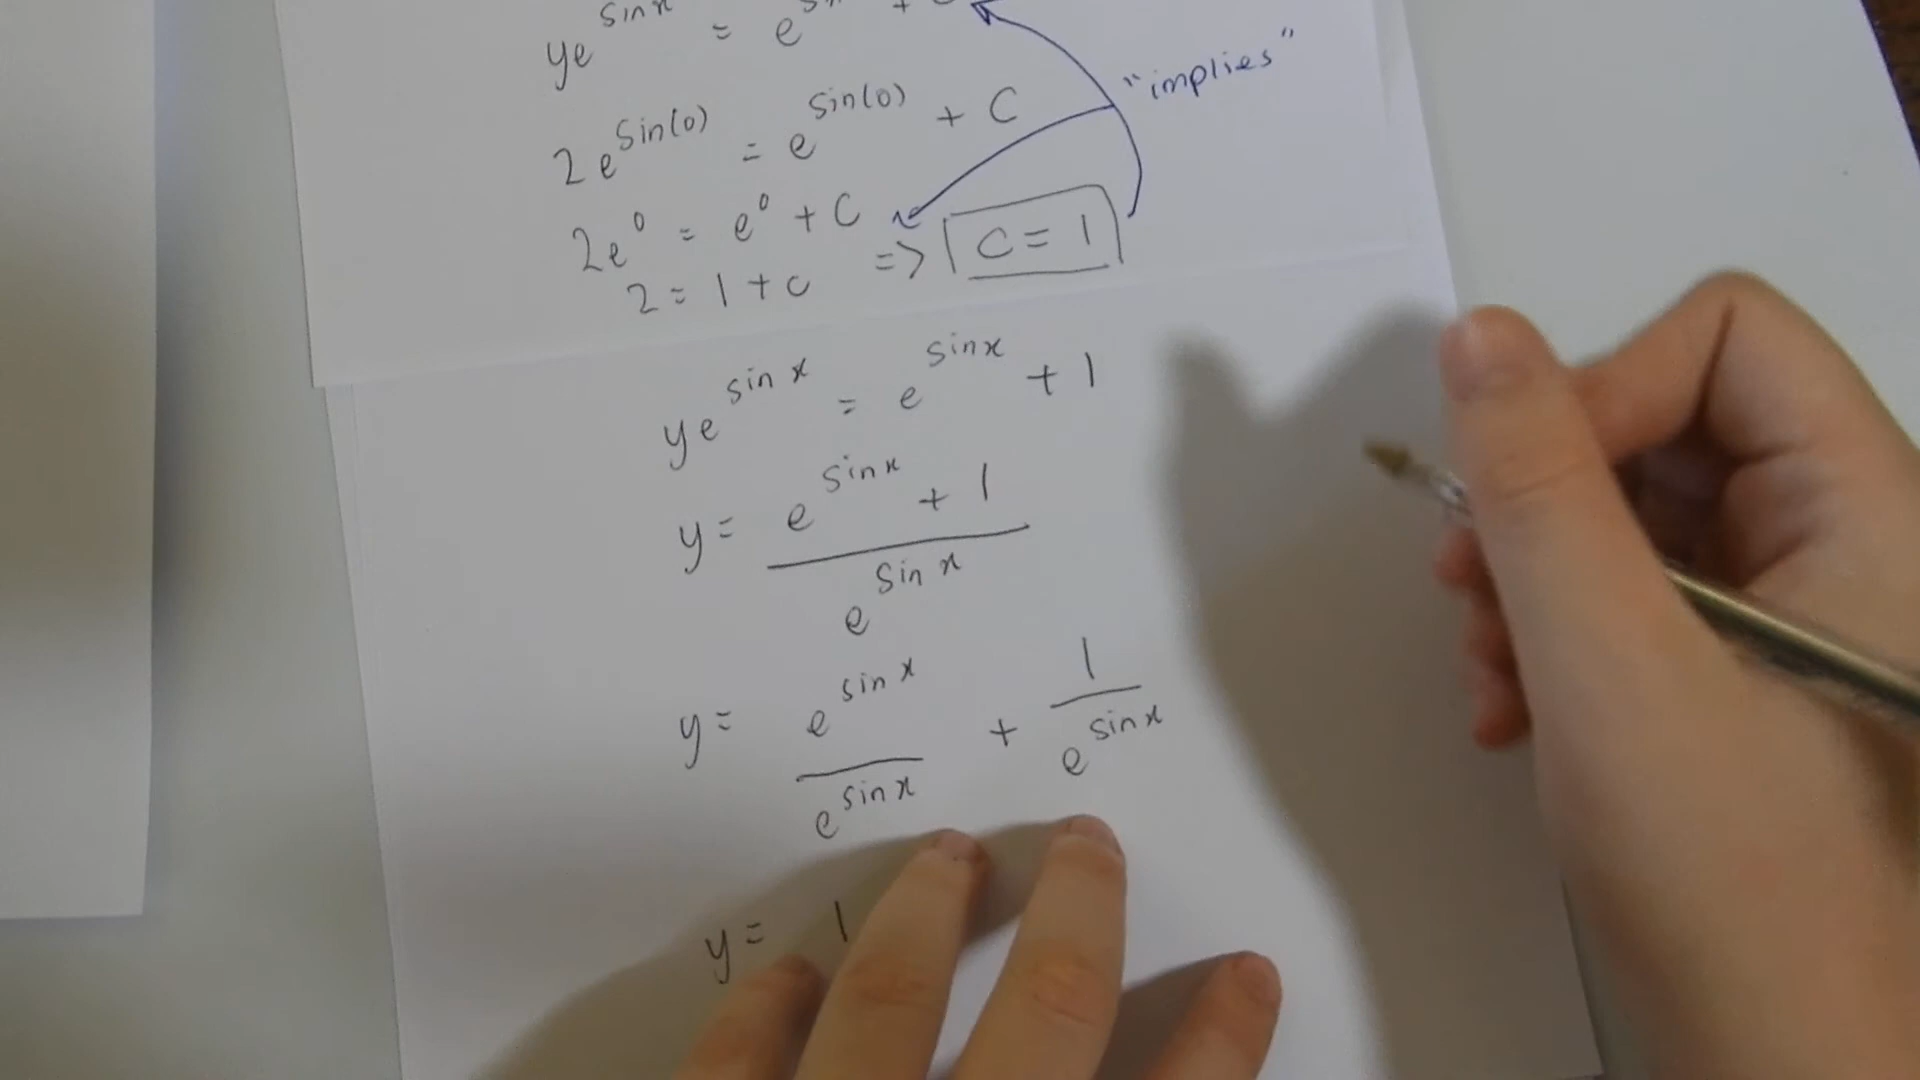 ye^sin x = e^sin +
"implies"
2e^sin(0) = e^sin(0) + C
2e^0 = e^0 + C
2 = 1 + c => c = 1
ye^sin x = e^sin x + 1
y = e^sin x + 1
e^sin x
y = e^sin x / e^sin x + 1 / e^sin x
y = 1